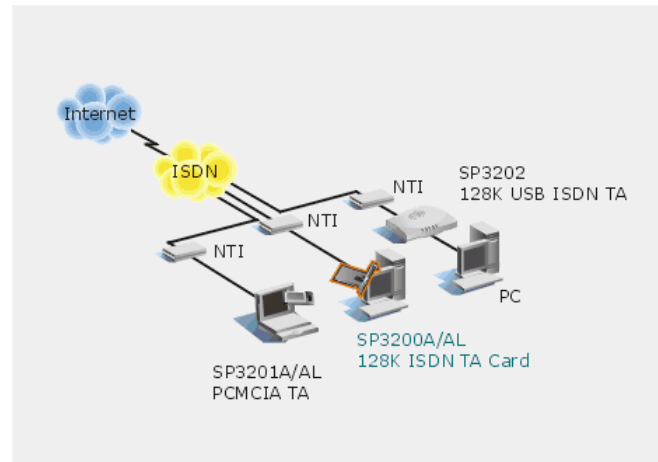 Internet
ISDN
SP3202
128K USB ISDN TA
NTI
NTI
NTI
PC
SP3200A/AL
128K ISDN TA Card
SP3201A/AL
PCMCIA TA